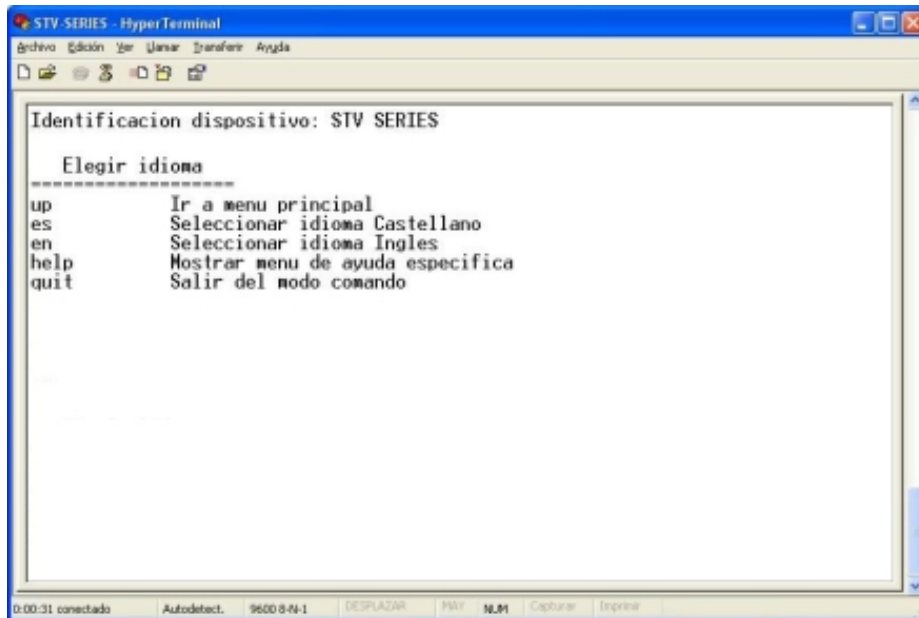 STV-SERIES - HyperTerminal
Archivo Edición Ver Llamar Transferir Ayuda
Identificacion dispositivo: STV SERIES
Elegir idioma
===================
up Ir a menu principal
es Seleccionar idioma Castellano
en Seleccionar idioma Ingles
help Mostrar menu de ayuda especifica
quit Salir del modo comando
0:00:31 conectado Autodetect. 9600 8-N-1 DESPLAZAR MAY NUM Capturar Imprimir